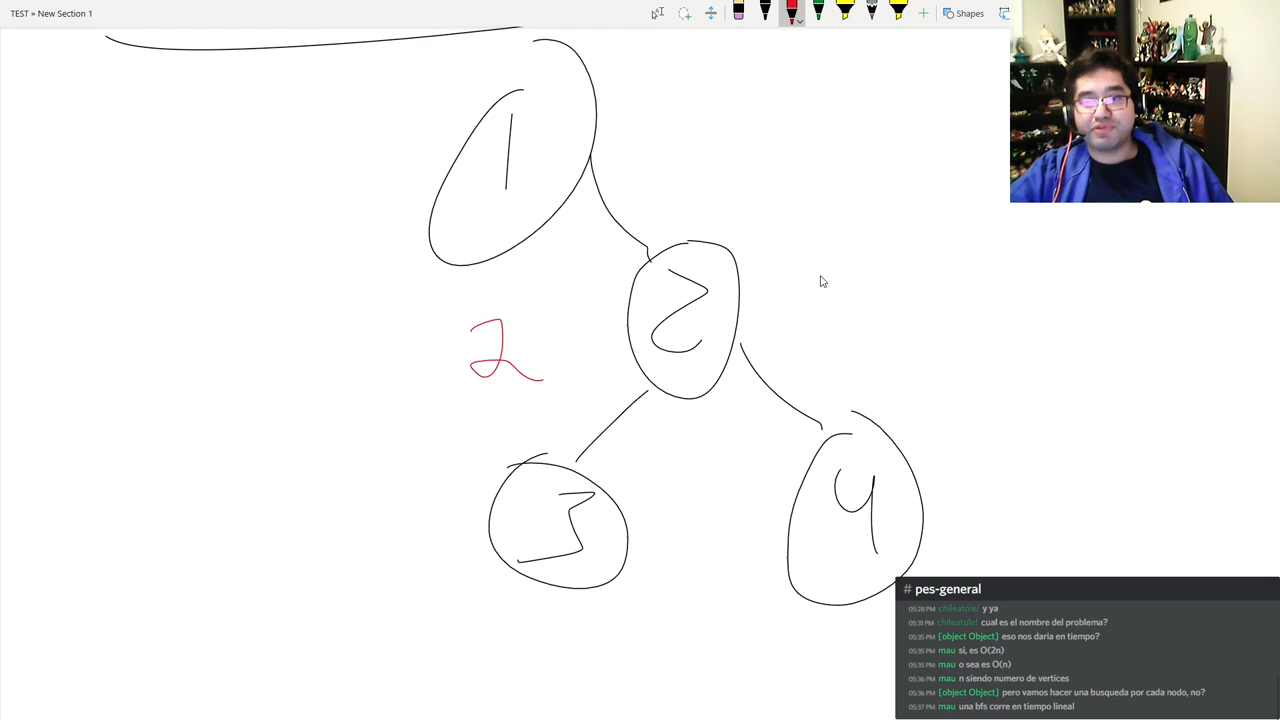 TEST » New Section 1
Shapes
1
2
2
3
4
# pes-general
05:28 PM chileatole! y ya
05:31 PM chileatole! cual es el nombre del problema?
05:35 PM [object Object] eso nos daria en tiempo?
05:35 PM mau si, es O(2n)
05:35 PM mau o sea es O(n)
05:36 PM mau n siendo numero de vertices
05:36 PM [object Object] pero vamos hacer una busqueda por cada nodo, no?
05:37 PM mau una bfs corre en tiempo lineal